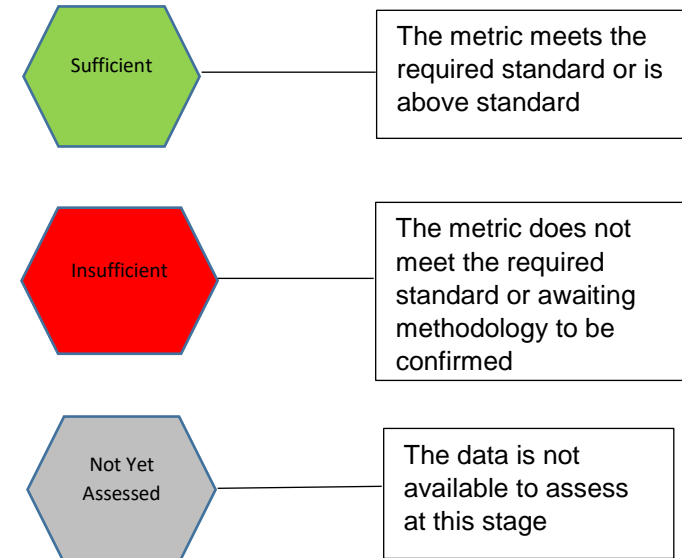 Sufficient
The metric meets the
required standard or is
above standard
Insufficient
The metric does not
meet the required
standard or awaiting
methodology to be
confirmed
Not Yet
Assessed
The data is not
available to assess
at this stage